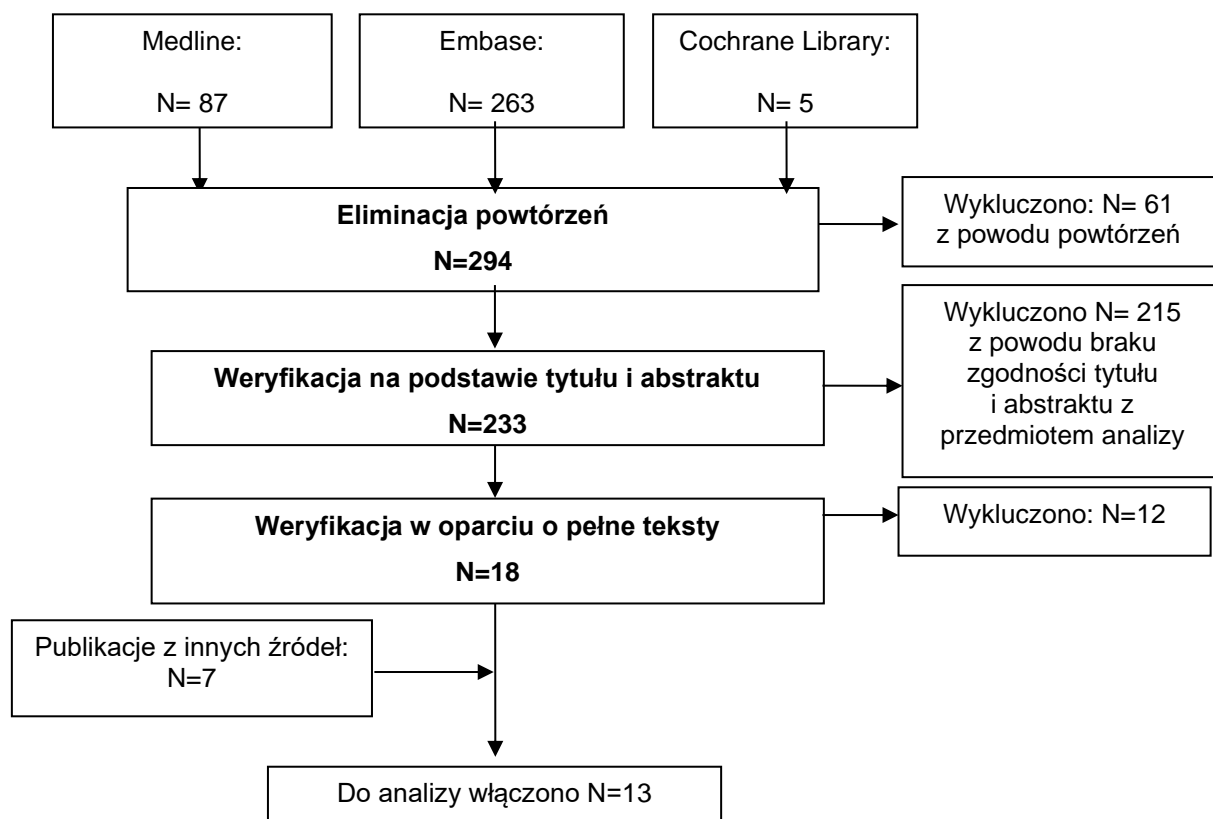 Medline:
N= 87
Embase:
N= 263
Cochrane Library:
N= 5
Eliminacja powtórzeń
N=294
Wykluczono: N= 61
z powodu powtórzeń
Weryfikacja na podstawie tytułu i abstraktu
N=233
Wykluczono N= 215
z powodu braku
zgodności tytułu
i abstraktu z
przedmiotem analizy
Weryfikacja w oparciu o pełne teksty
N=18
Wykluczono: N=12
Publikacje z innych źródeł:
N=7
Do analizy włączono N=13